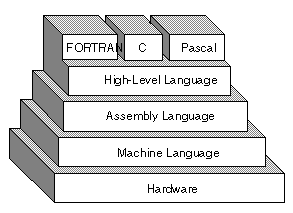 FORTRAN C Pascal
High-Level Language
Assembly Language
Machine Language
Hardware